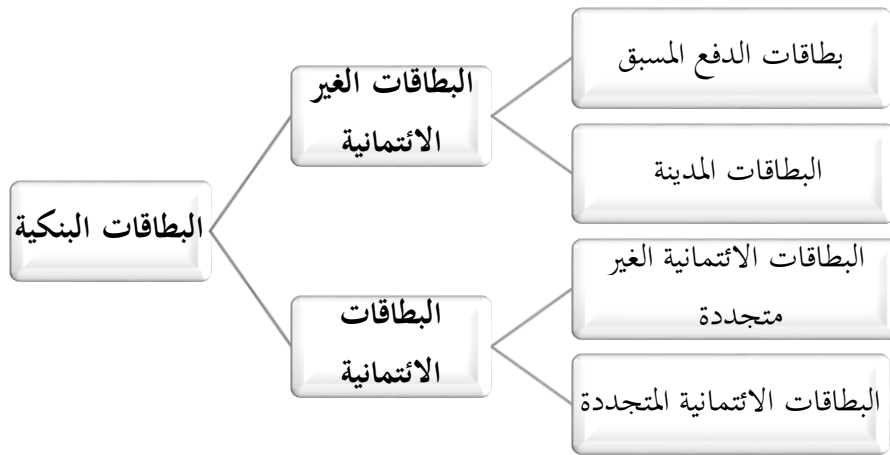 البطاقات البنكية
البطاقات الغير
الائتمانية
بطاقات الدفع المسبق
البطاقات المدينة
البطاقات
الائتمانية
البطاقات الائتمانية الغير
متجددة
البطاقات الائتمانية المتجددة